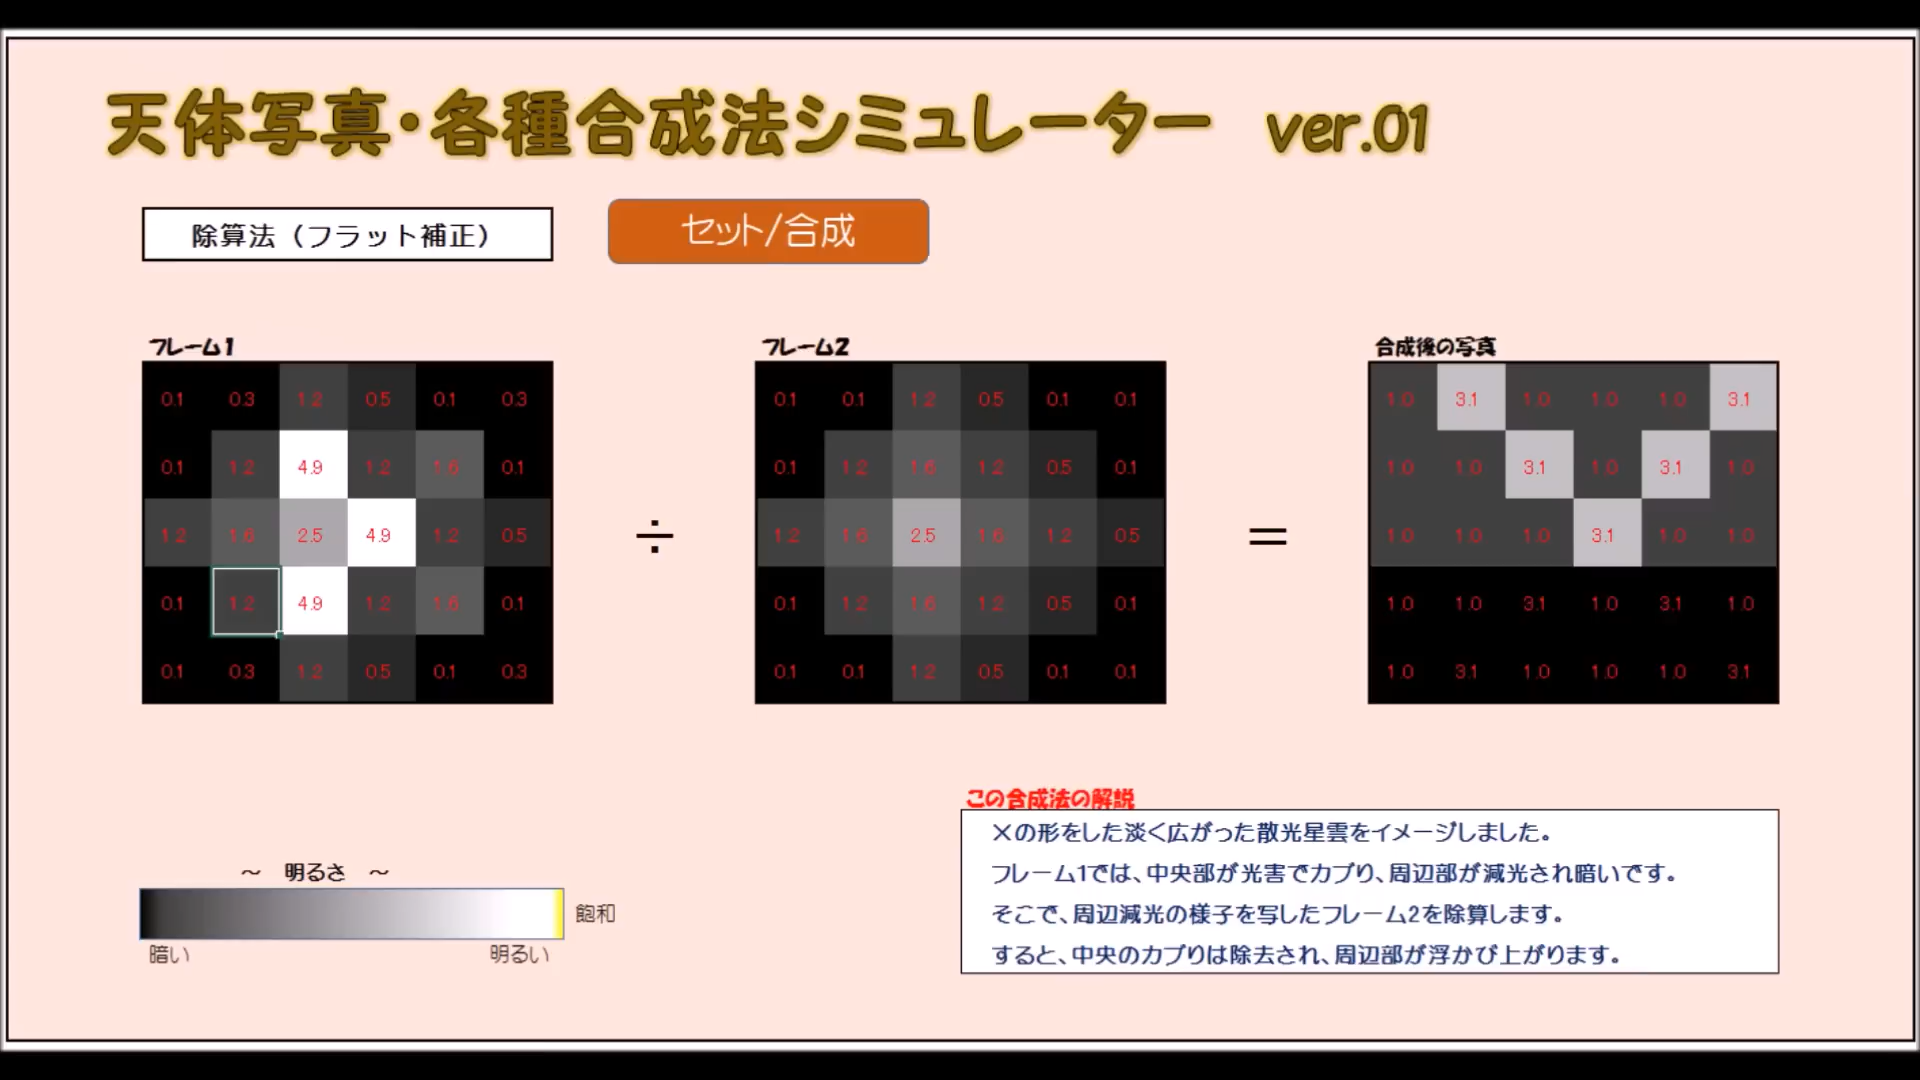 天体写真・各種合成法シミュレーター ver.01
除算法（フラット補正）
セット/合成
フレーム1
0.1 0.3 1.2 0.5 0.1 0.3
0.1 1.2 4.9 1.2 1.6 0.1
1.2 1.6 2.5 4.9 1.2 0.5
0.1 1.2 4.9 1.2 1.6 0.1
0.1 0.3 1.2 0.5 0.1 0.3
÷
フレーム2
0.1 0.1 1.2 0.5 0.1 0.1
0.1 1.2 1.6 1.2 0.5 0.1
1.2 1.6 2.5 1.6 1.2 0.5
0.1 1.2 1.6 1.2 0.5 0.1
0.1 0.1 1.2 0.5 0.1 0.1
＝
合成後の写真
1.0 3.1 1.0 1.0 1.0 3.1
1.0 1.0 3.1 1.0 3.1 1.0
1.0 1.0 1.0 3.1 1.0 1.0
1.0 1.0 3.1 1.0 3.1 1.0
1.0 3.1 1.0 1.0 1.0 3.1
～ 明るさ ～
飽和
暗い 明るい
この合成法の解説
×の形をした淡く広がった散光星雲をイメージしました。
フレーム1では、中央部が光害でカブり、周辺部が減光され暗いです。
そこで、周辺減光の様子を写したフレーム2を除算します。
すると、中央のカブりは除去され、周辺部が浮かび上がります。